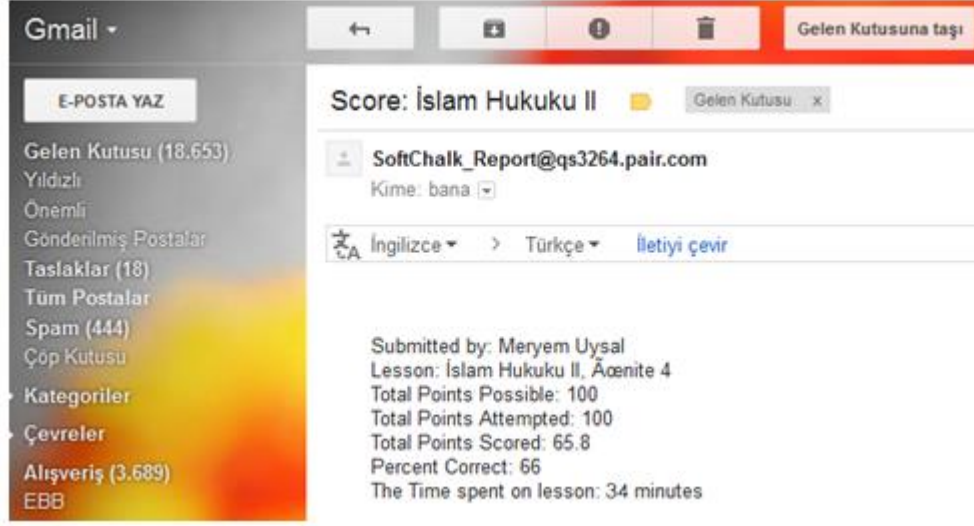 Gmail
Gelen Kutusuna taşı
E-POSTA YAZ
Gelen Kutusu (18.653)
Yıldızlı
Önemli
Gönderilmiş Postalar
Taslaklar (18)
Tüm Postalar
Spam (444)
Çöp Kutusu
Kategoriler
Çevreler
Alışveriş (3.689)
EBB
Score: İslam Hukuku II
Gelen Kutusu x
SoftChalk_Report@qs3264.pair.com
Kime: bana
İngilizce > Türkçe İletiyi çevir
Submitted by: Meryem Uysal
Lesson: İslam Hukuku II, Ãœnite 4
Total Points Possible: 100
Total Points Attempted: 100
Total Points Scored: 65.8
Percent Correct: 66
The Time spent on lesson: 34 minutes